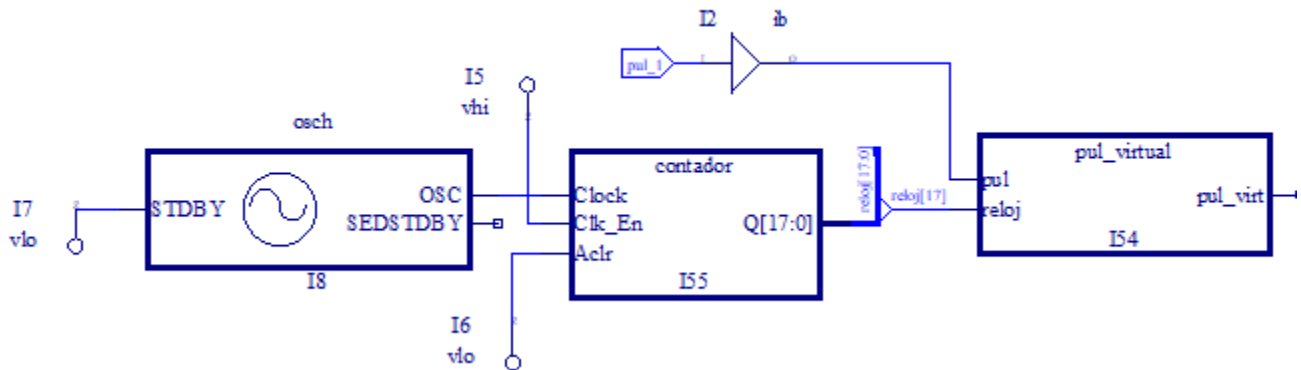 I2
ib
pul_1
I
O
I5
vhi
z
osch
STDBY
OSC
SEDSTDBY
I8
I7
vlo
z
contador
Clock
Clk_En
Aclr
Q[17:0]
I55
I6
vlo
z
reloj[17:0]
reloj[17]
pul_virtual
pul
reloj
pul_virt
I54